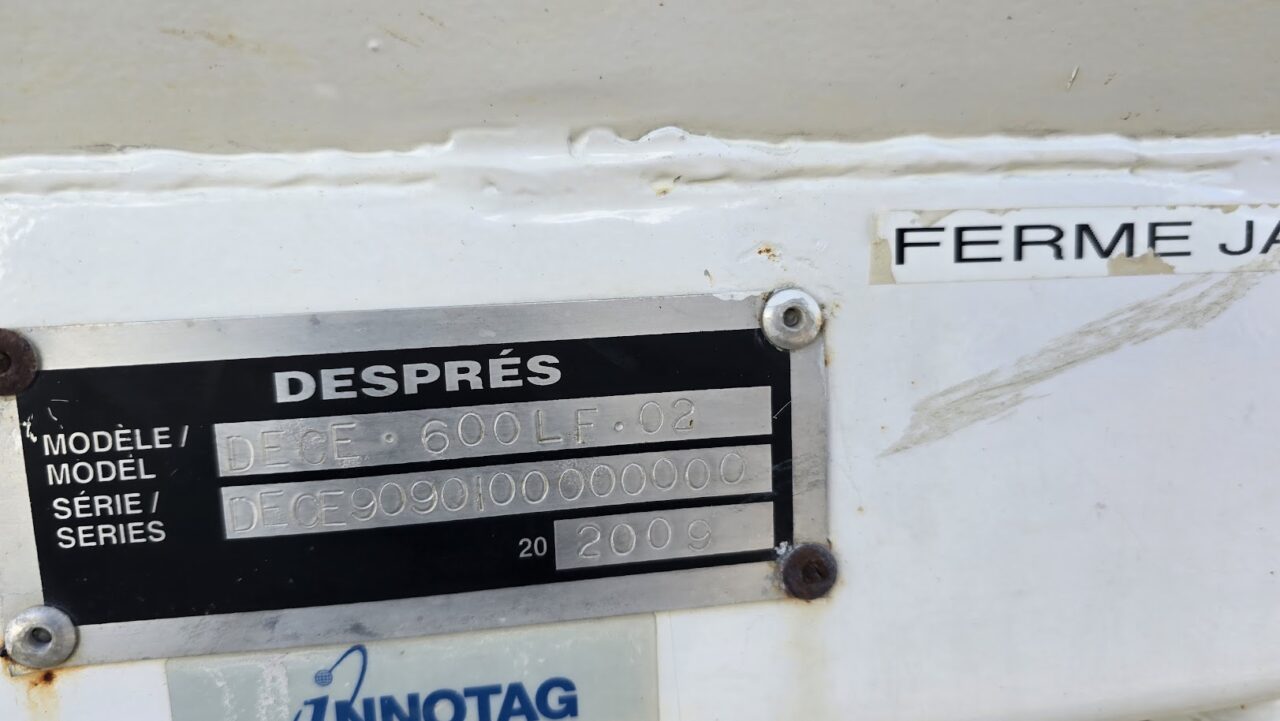 FERME JA
DESPRÉS
MODÈLE / MODEL
DECE · 600LF · 02
SÉRIE / SERIES
DECE9090100000000
20 2009
INNOTAG